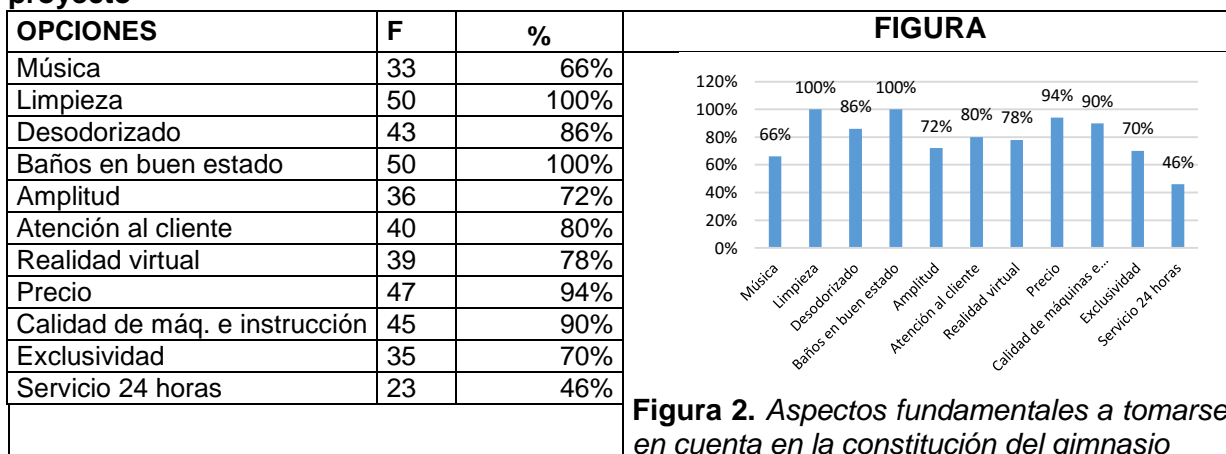 proyecto
OPCIONES F % FIGURA
Música 33 66%
Limpieza 50 100%
Desodorizado 43 86%
Baños en buen estado 50 100%
Amplitud 36 72%
Atención al cliente 40 80%
Realidad virtual 39 78%
Precio 47 94%
Calidad de máq. e instrucción 45 90%
Exclusividad 35 70%
Servicio 24 horas 23 46%
120%
100%
80%
60%
40%
20%
0%
66%
100%
86%
100%
72%
80%
78%
94%
90%
70%
46%
Música
Limpieza
Desodorizado
Baños en buen estado
Amplitud
Atención al cliente
Realidad virtual
Precio
Calidad de máquinas e...
Exclusividad
Servicio 24 horas
Figura 2. Aspectos fundamentales a tomarse
en cuenta en la constitución del gimnasio